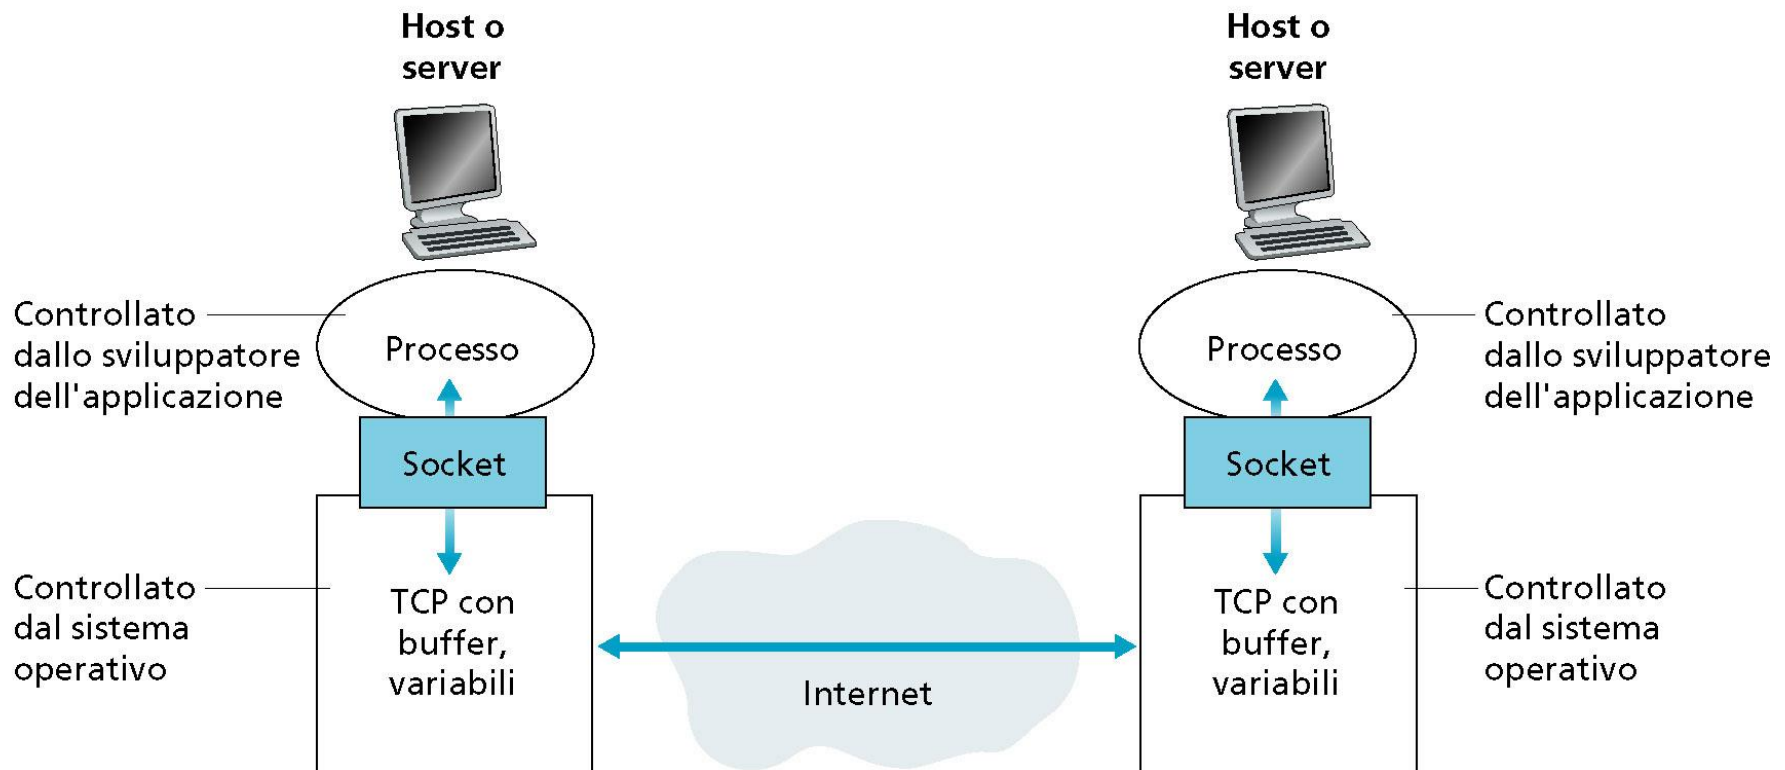 Host o
server
Host o
server
Controllato
dallo sviluppatore
dell'applicazione
Processo
Processo
Controllato
dallo sviluppatore
dell'applicazione
Socket
Socket
Controllato
dal sistema
operativo
TCP con
buffer,
variabili
Internet
TCP con
buffer,
variabili
Controllato
dal sistema
operativo